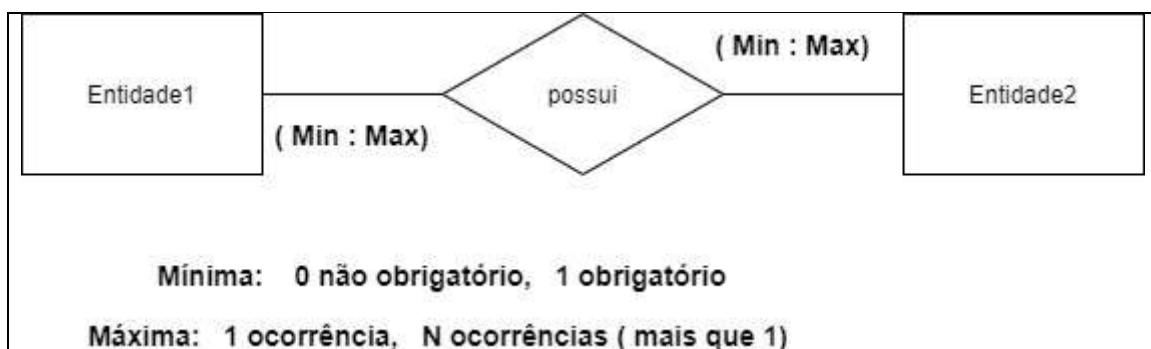 ( Min : Max)
Entidade1
possui
Entidade2
( Min : Max)
Mínima: 0 não obrigatório, 1 obrigatório
Máxima: 1 ocorrência, N ocorrências ( mais que 1)